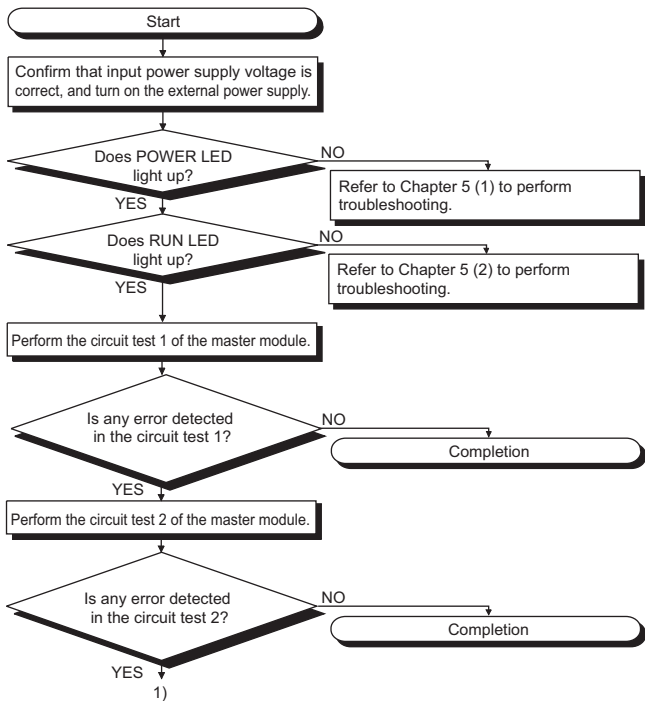 Start
Confirm that input power supply voltage is
correct, and turn on the external power supply.
Does POWER LED
light up?
NO
Refer to Chapter 5 (1) to perform
troubleshooting.
YES
Does RUN LED
light up?
NO
Refer to Chapter 5 (2) to perform
troubleshooting.
YES
Perform the circuit test 1 of the master module.
Is any error detected
in the circuit test 1?
NO
Completion
YES
Perform the circuit test 2 of the master module.
Is any error detected
in the circuit test 2?
NO
Completion
YES
1)